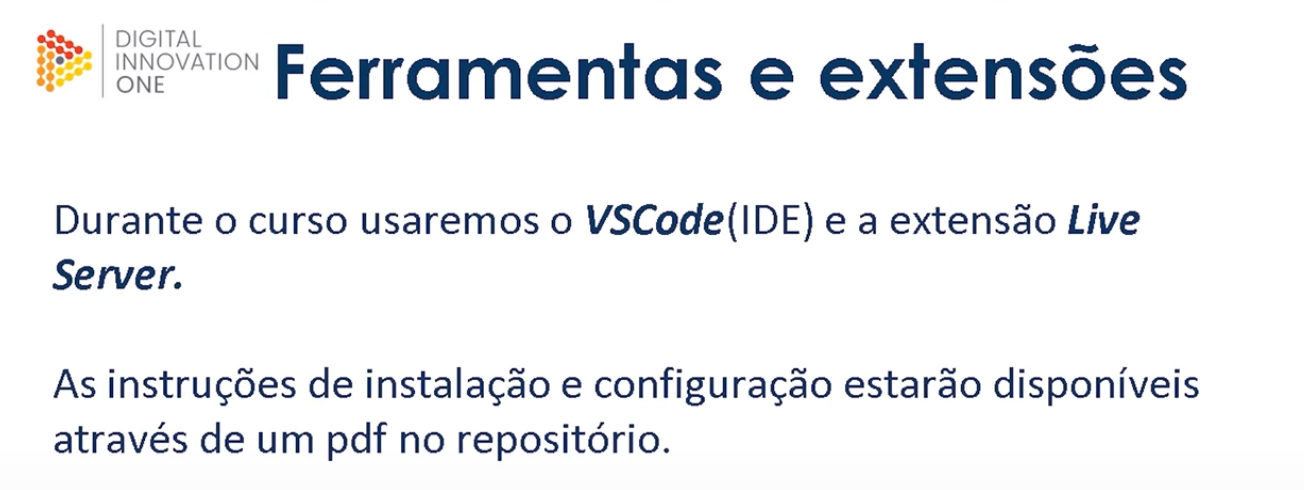 DIGITAL
INNOVATION
ONE
Ferramentas e extensões
Durante o curso usaremos o VSCode(IDE) e a extensão Live
Server.
As instruções de instalação e configuração estarão disponíveis
através de um pdf no repositório.